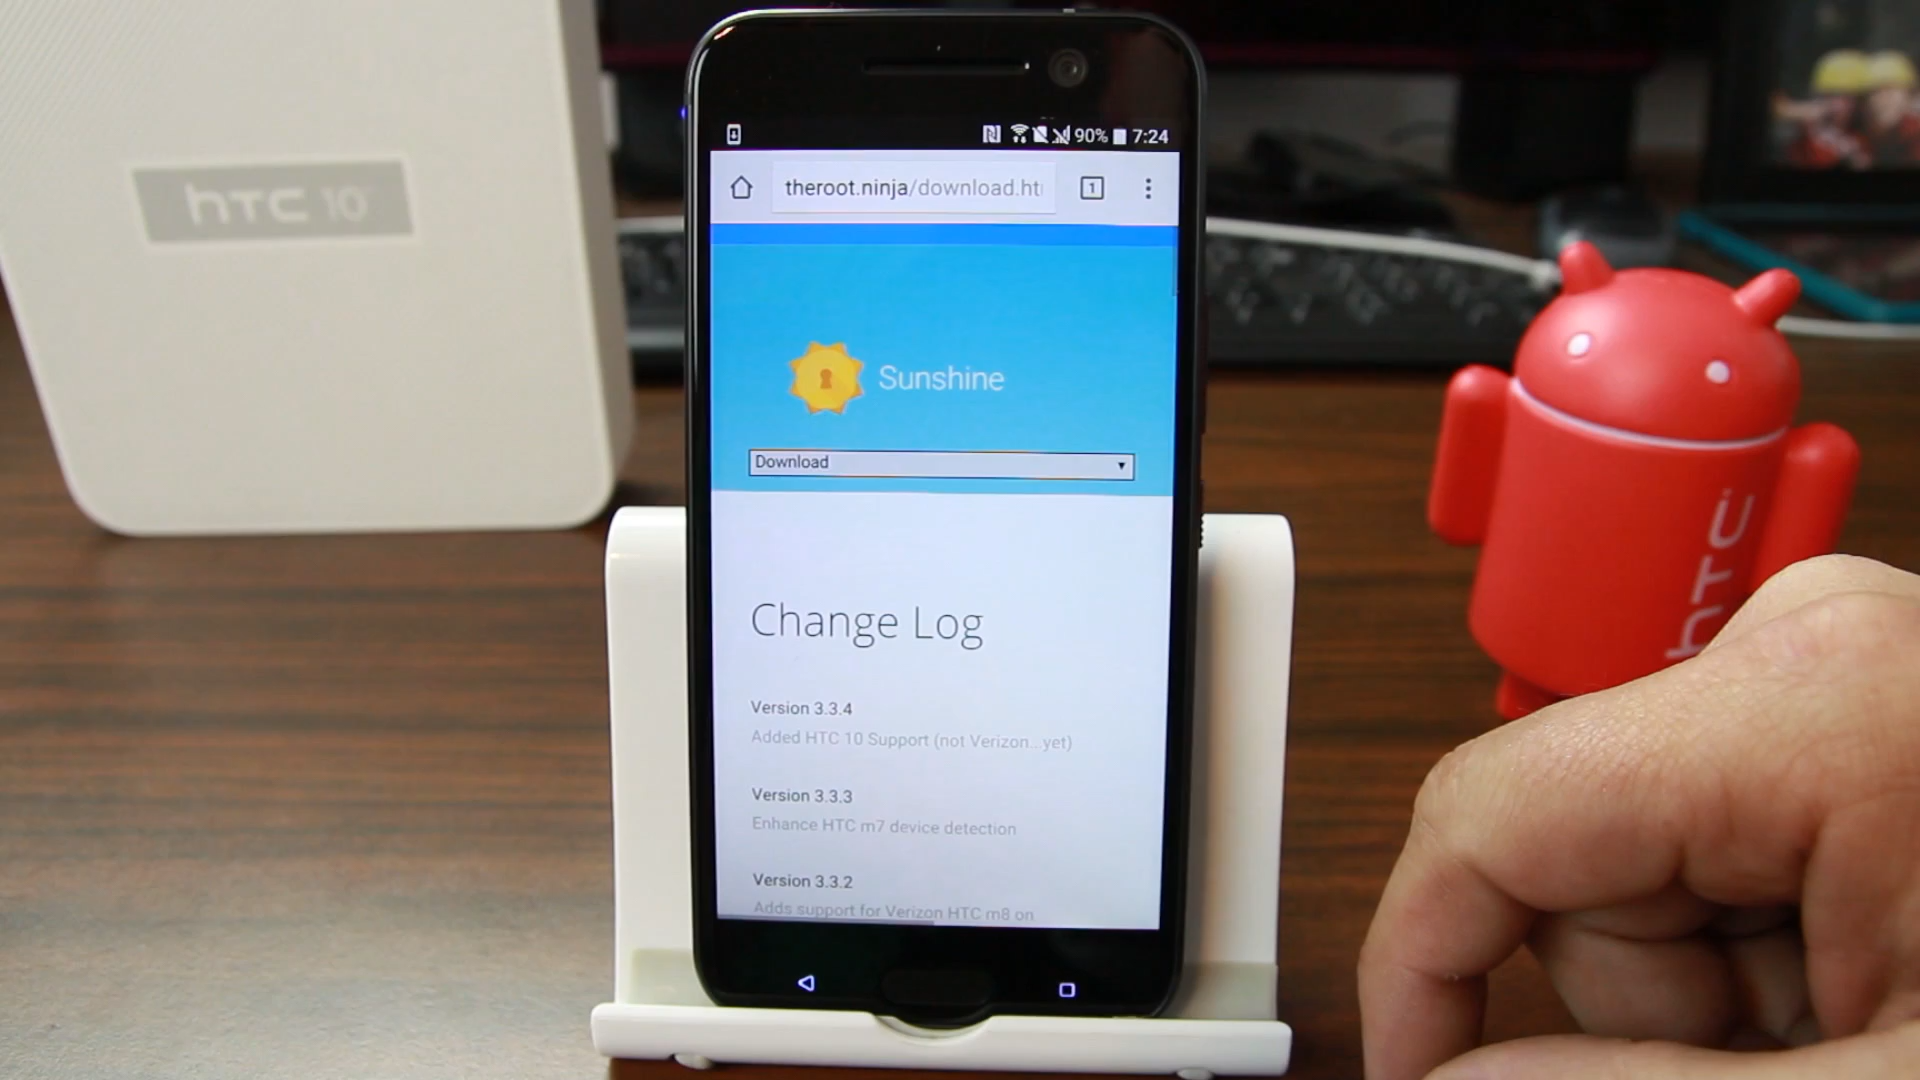 hTC 10
90% 7:24
theroot.ninja/download.ht
1
Sunshine
Download
Change Log
Version 3.3.4
Added HTC 10 Support (not Verizon...yet)
Version 3.3.3
Enhance HTC m7 device detection
Version 3.3.2
Adds support for Verizon HTC m8 on
hTC